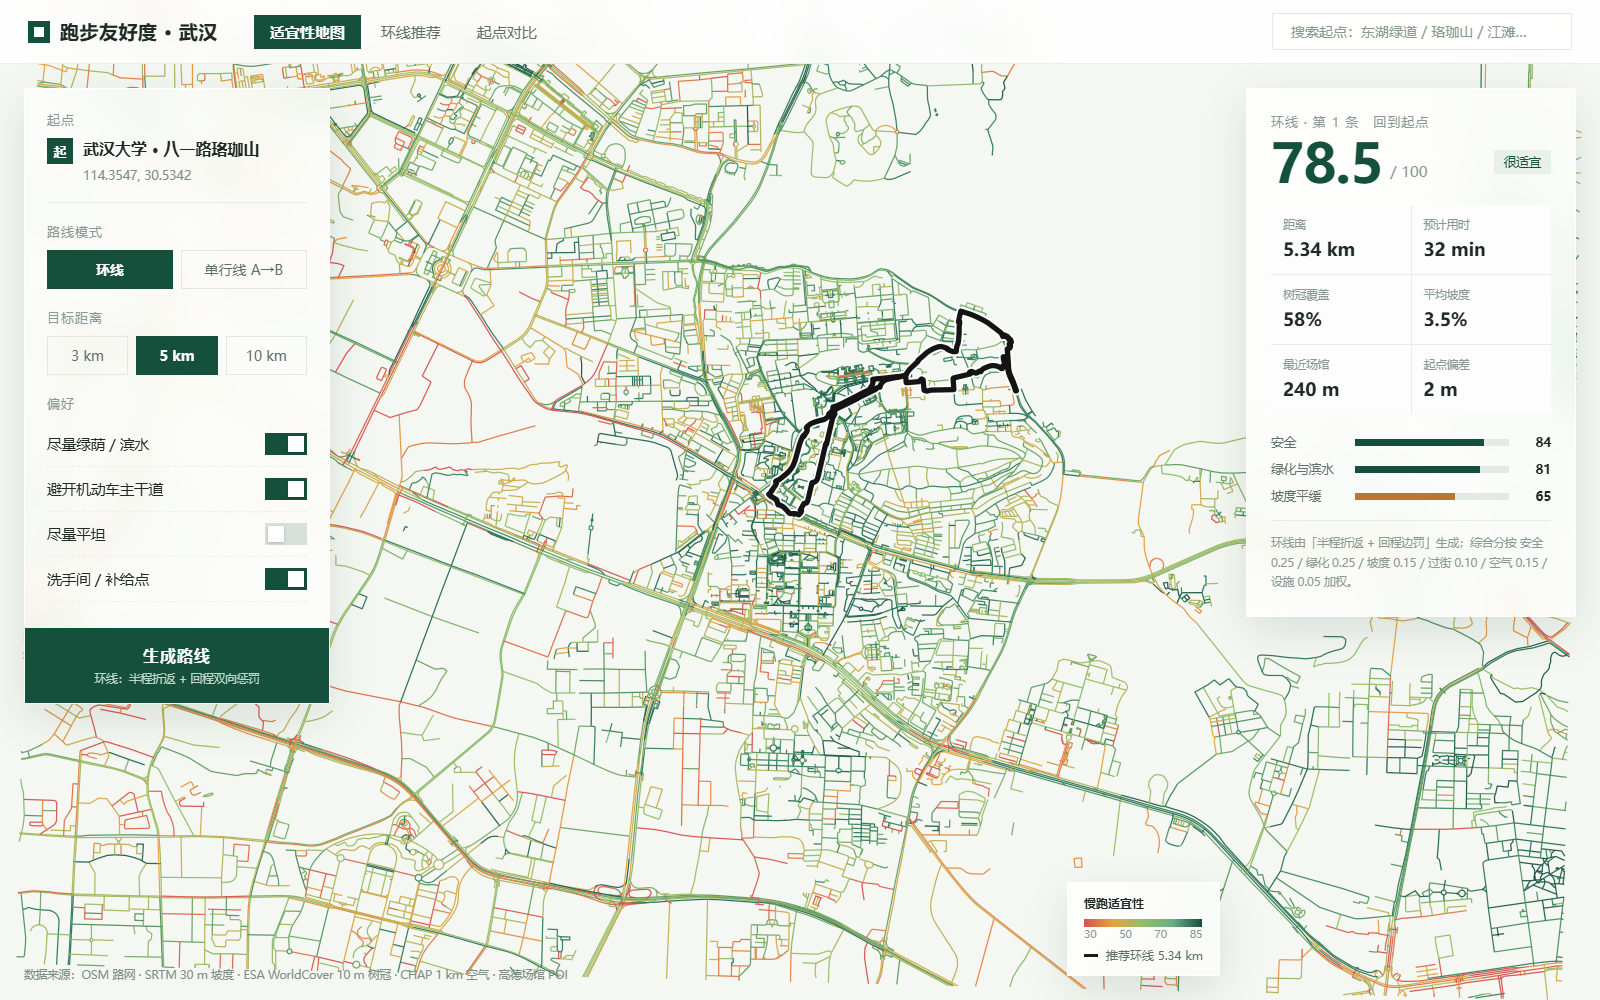 跑步友好度 • 武汉
适宜性地图
环线推荐
起点对比
搜索起点：东湖绿道 / 珞珈山 / 江滩...
起点
起
武汉大学 • 八一路珞珈山
114.3547, 30.5342
路线模式
环线
单行线 A→B
目标距离
3 km
5 km
10 km
偏好
尽量绿荫 / 滨水
避开机动车主干道
尽量平坦
洗手间 / 补给点
生成路线
环线：半程折返 + 回程双向惩罚
环线 · 第 1 条 回到起点
78.5 / 100
很适宜
距离
5.34 km
预计用时
32 min
树冠覆盖
58%
平均坡度
3.5%
最近场馆
240 m
起点偏差
2 m
安全 84
绿化与滨水 81
坡度平缓 65
环线由「半程折返 + 回程边罚」生成；综合分按 安全
0.25 / 绿化 0.25 / 坡度 0.15 / 过街 0.10 / 空气 0.15 /
设施 0.05 加权。
慢跑适宜性
30 50 70 85
推荐环线 5.34 km
数据来源：OSM 路网 · SRTM 30 m 坡度 · ESA WorldCover 10 m 树冠 · CHAP 1 km 空气 · 高德场馆 POI